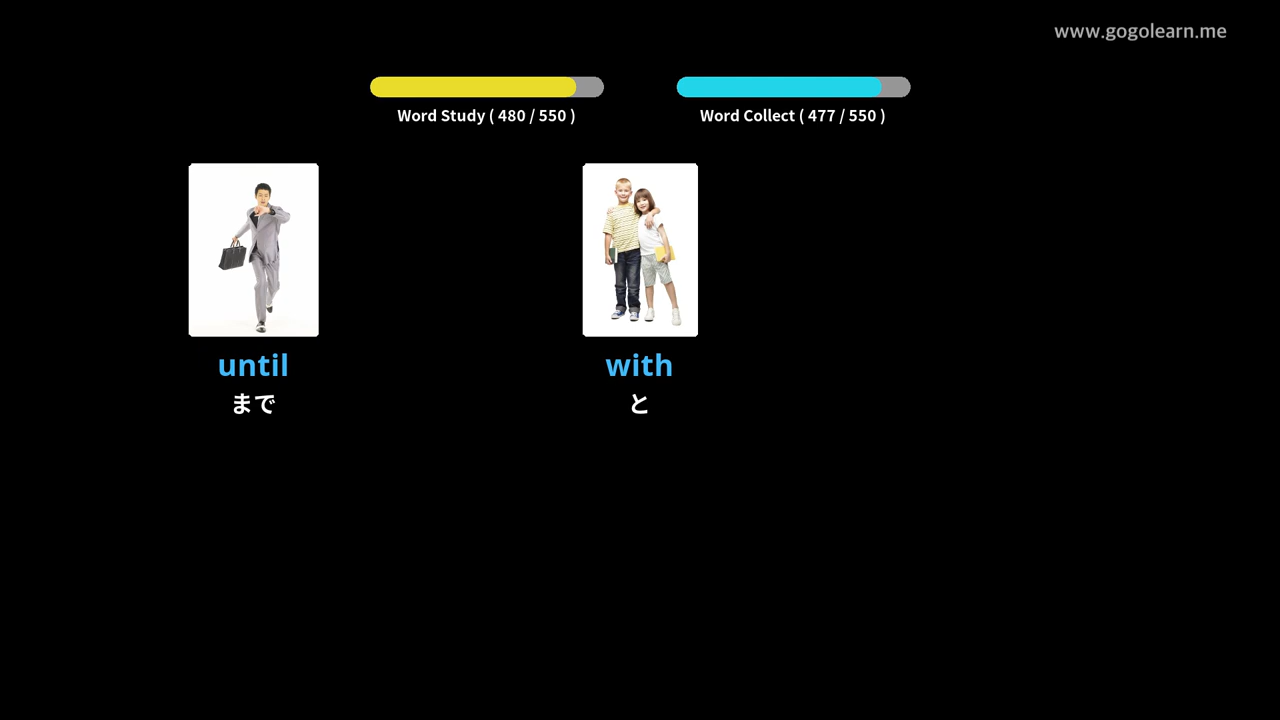 www.gogolearn.me
Word Study ( 480 / 550 )
Word Collect ( 477 / 550 )
until
まで
with
と